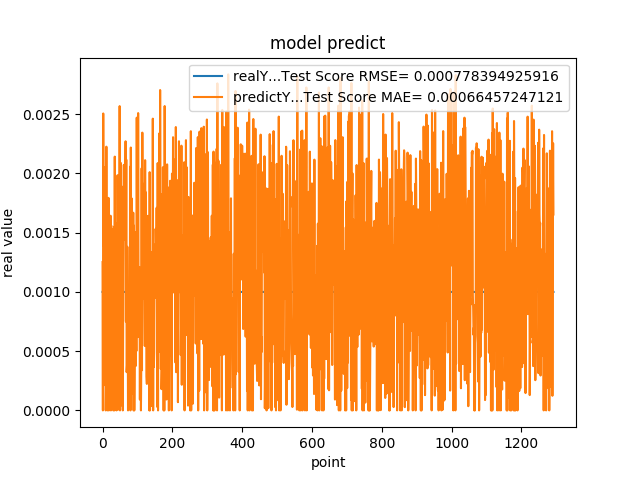 model predict
realY...Test Score RMSE= 0.000778394925916
predictY...Test Score MAE= 0.00066457247121
0.0025
0.0020
0.0015
0.0010
0.0005
0.0000
real value
0 200 400 600 800 1000 1200
point